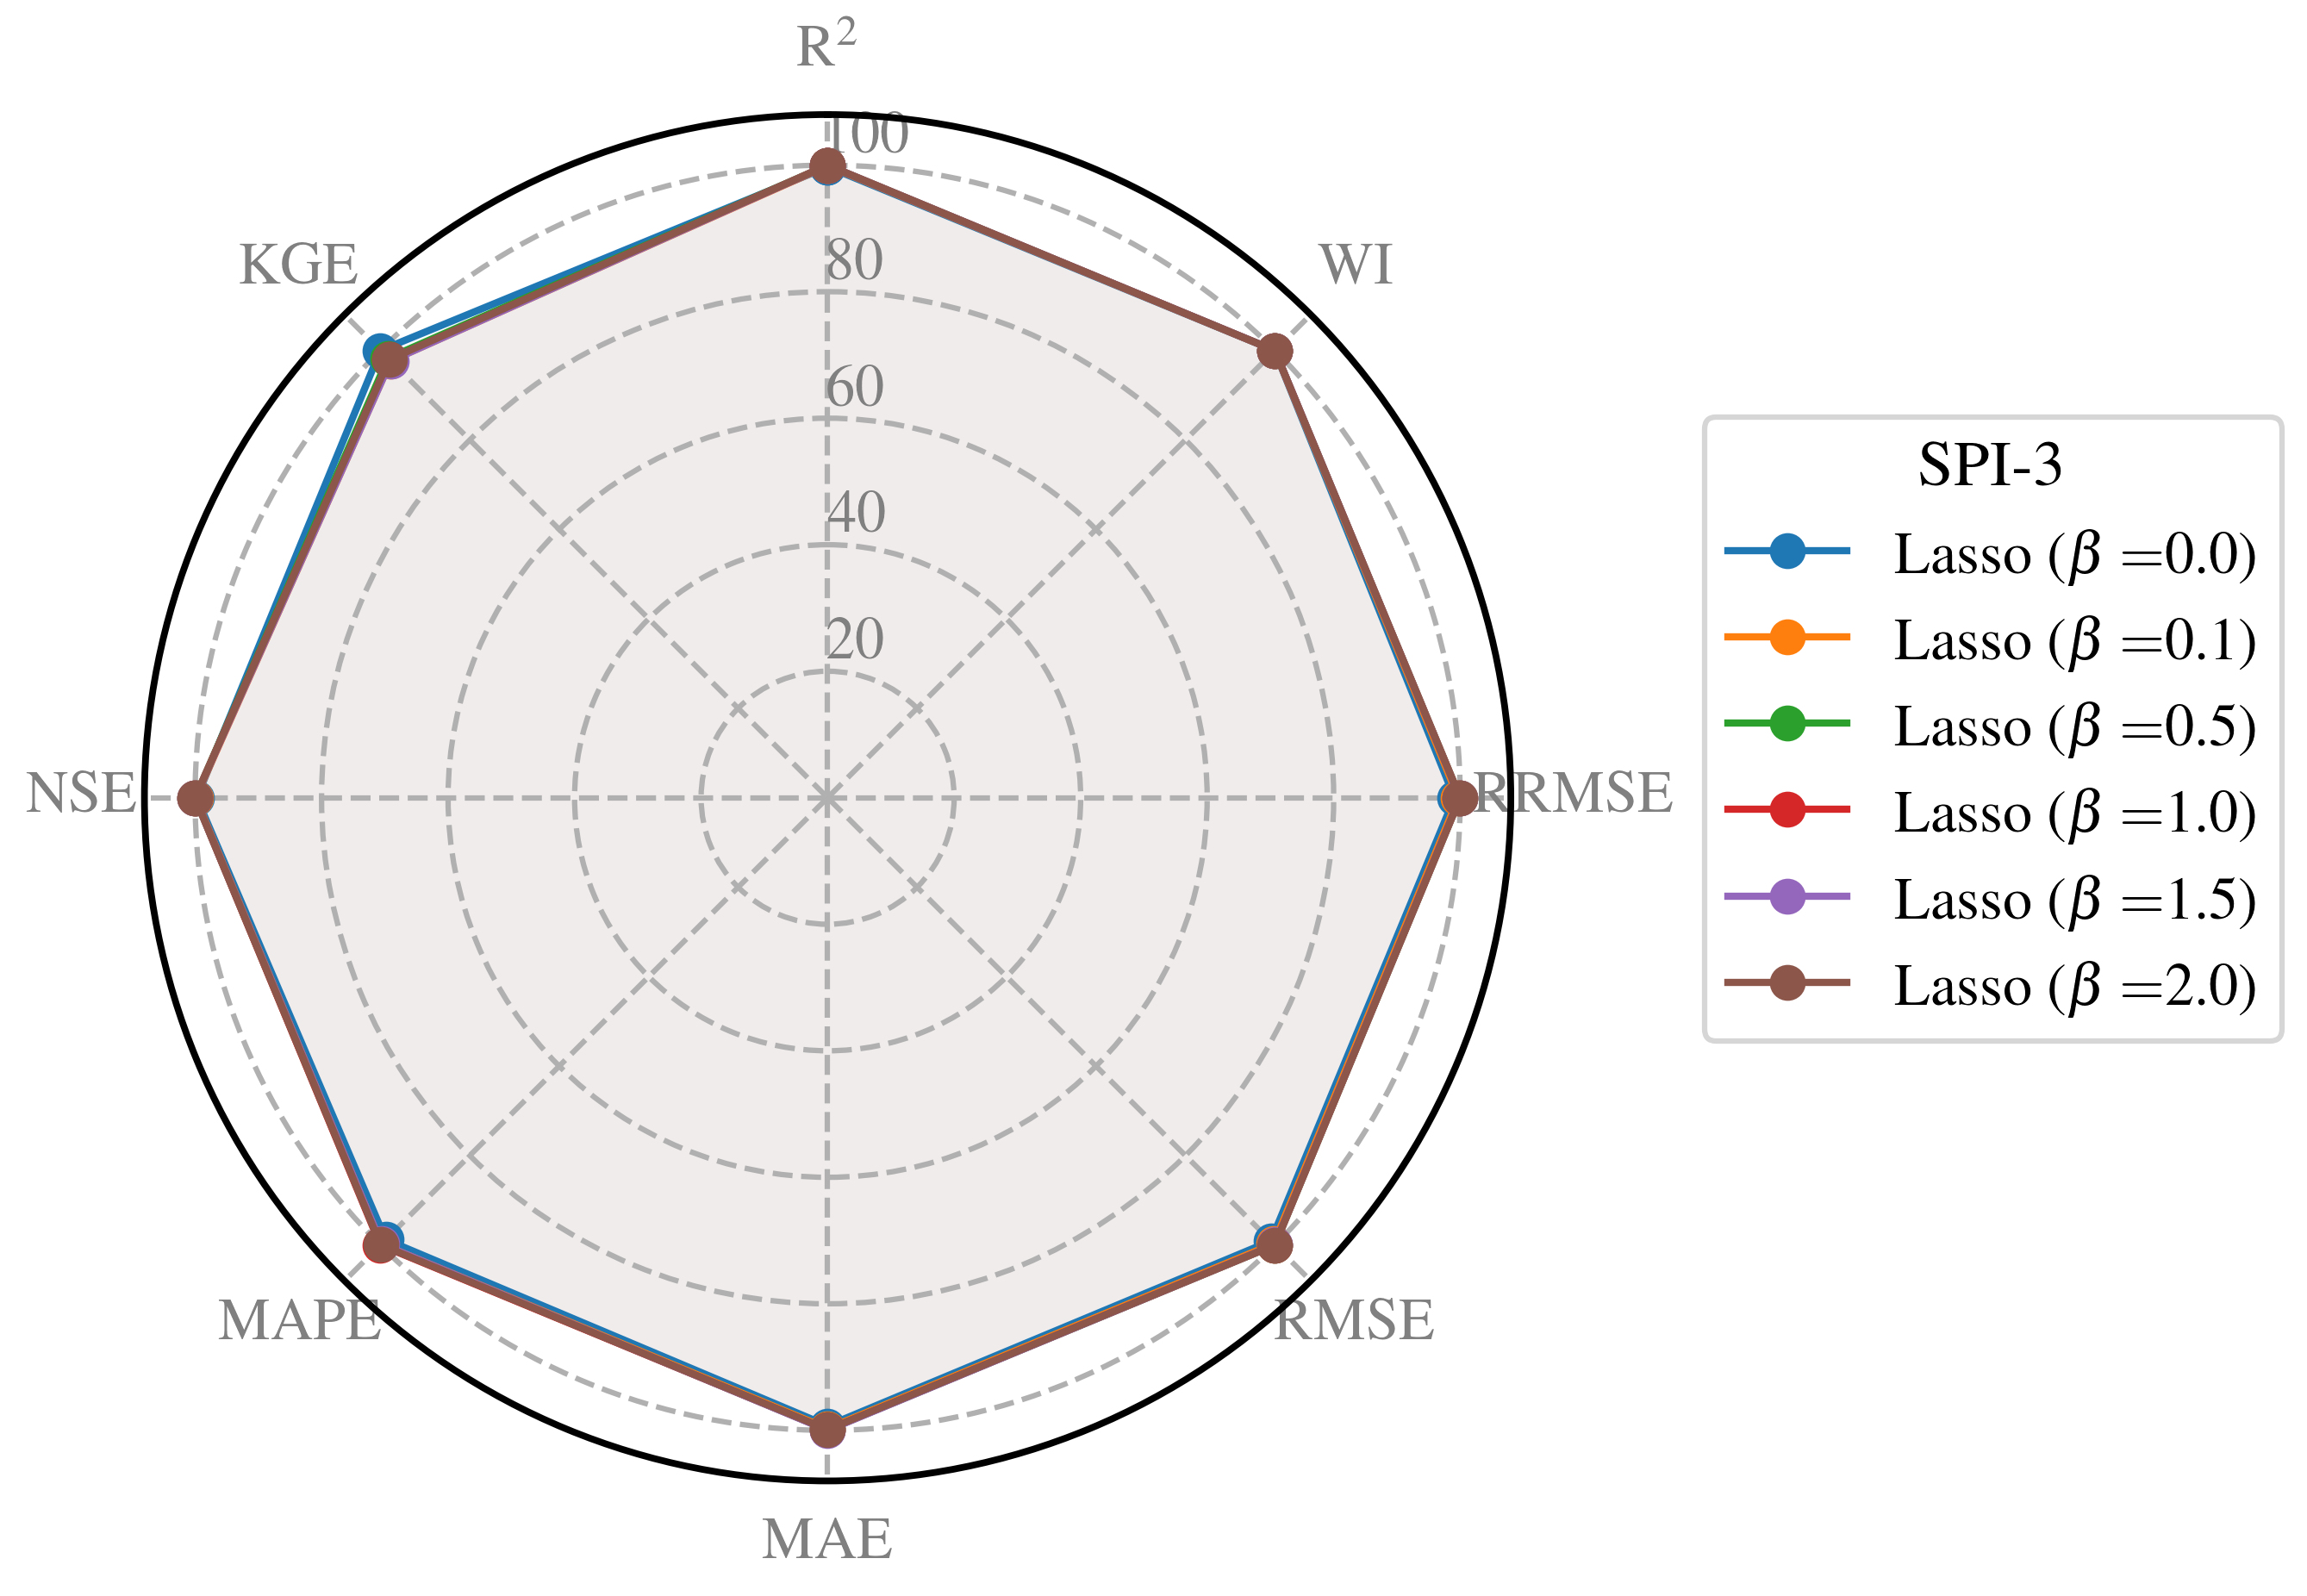 R²
100
KGE
WI
80
60
40
20
NSE
RRMSE
MAPE
RMSE
MAE
SPI-3
Lasso (β =0.0)
Lasso (β =0.1)
Lasso (β =0.5)
Lasso (β =1.0)
Lasso (β =1.5)
Lasso (β =2.0)